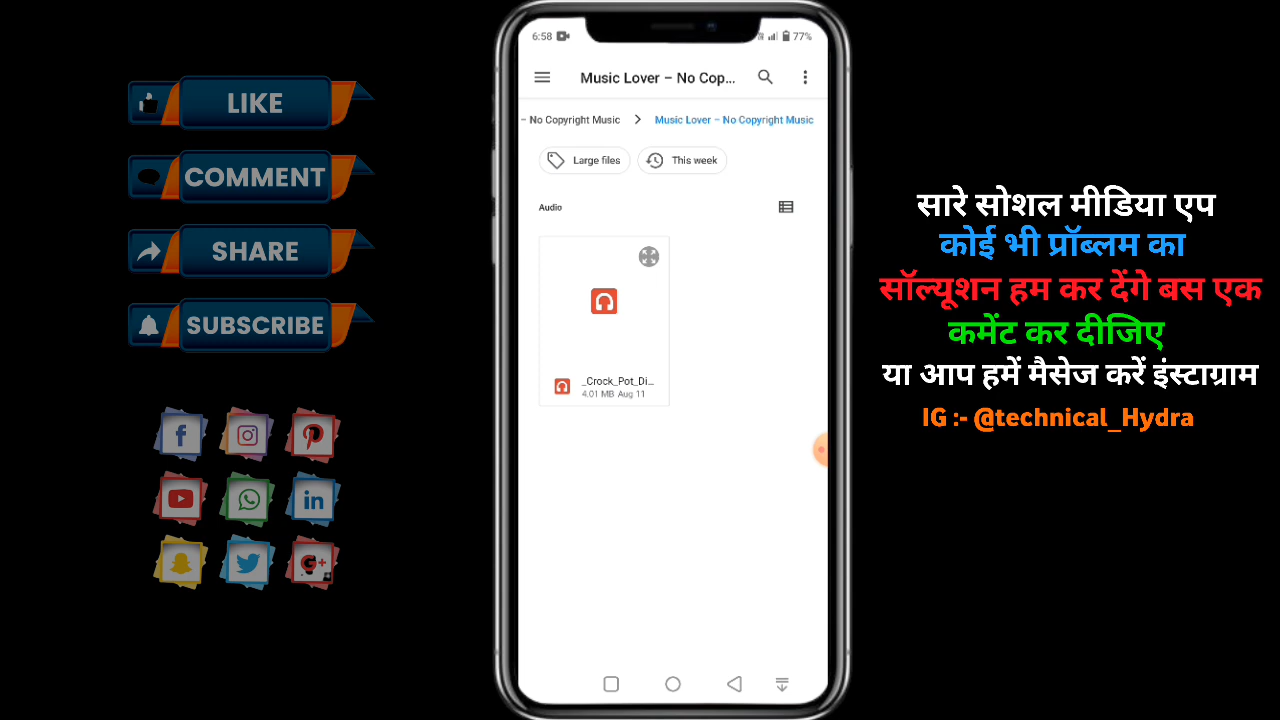 LIKE
COMMENT
SHARE
SUBSCRIBE
6:58
77%
Music Lover – No Cop...
– No Copyright Music > Music Lover – No Copyright Music
Large files
This week
Audio
_Crock_Pot_Di...
4.01 MB Aug 11
सारे सोशल मीडिया एप
कोई भी प्रॉब्लम का
सॉल्यूशन हम कर देंगे बस एक
कमेंट कर दीजिए
या आप हमें मैसेज करें इंस्टाग्राम
IG :- @technical_Hydra